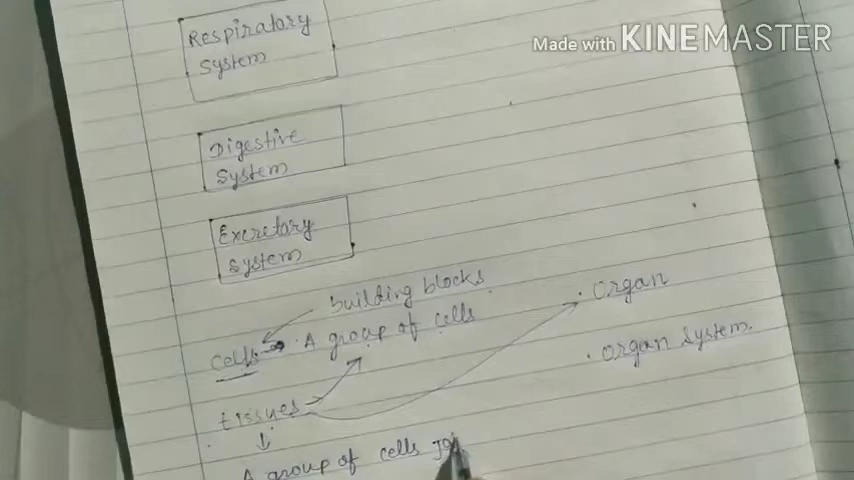 Made with KINEMASTER
Respiratory
System
Digestive
System
Excretary
System
building blocks
cells → · A group of cells
· Organ
· Organ System.
tissues
A group of cells